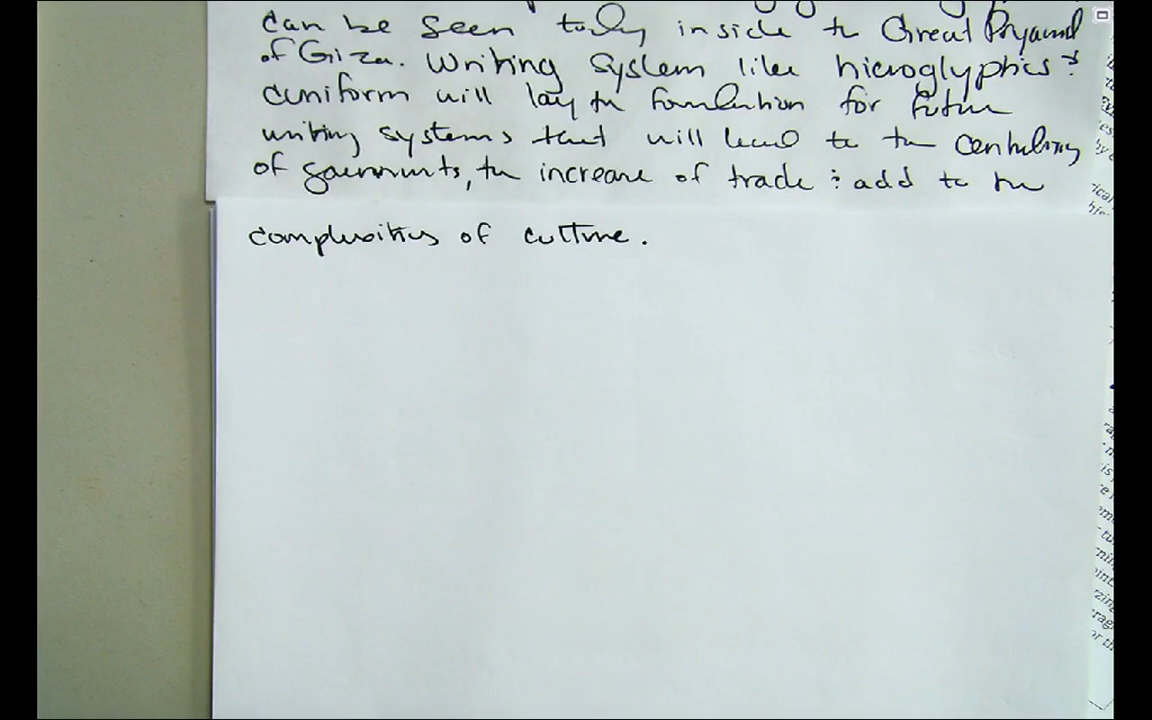 can be seen today inside the Great Pryamid
of Giza. Writing System like hieroglyphics &
cuniform will lay the foundation for future
writing systems that will lead to the centralizing
of governments, the increase of trade & add to the
complexities of culture.